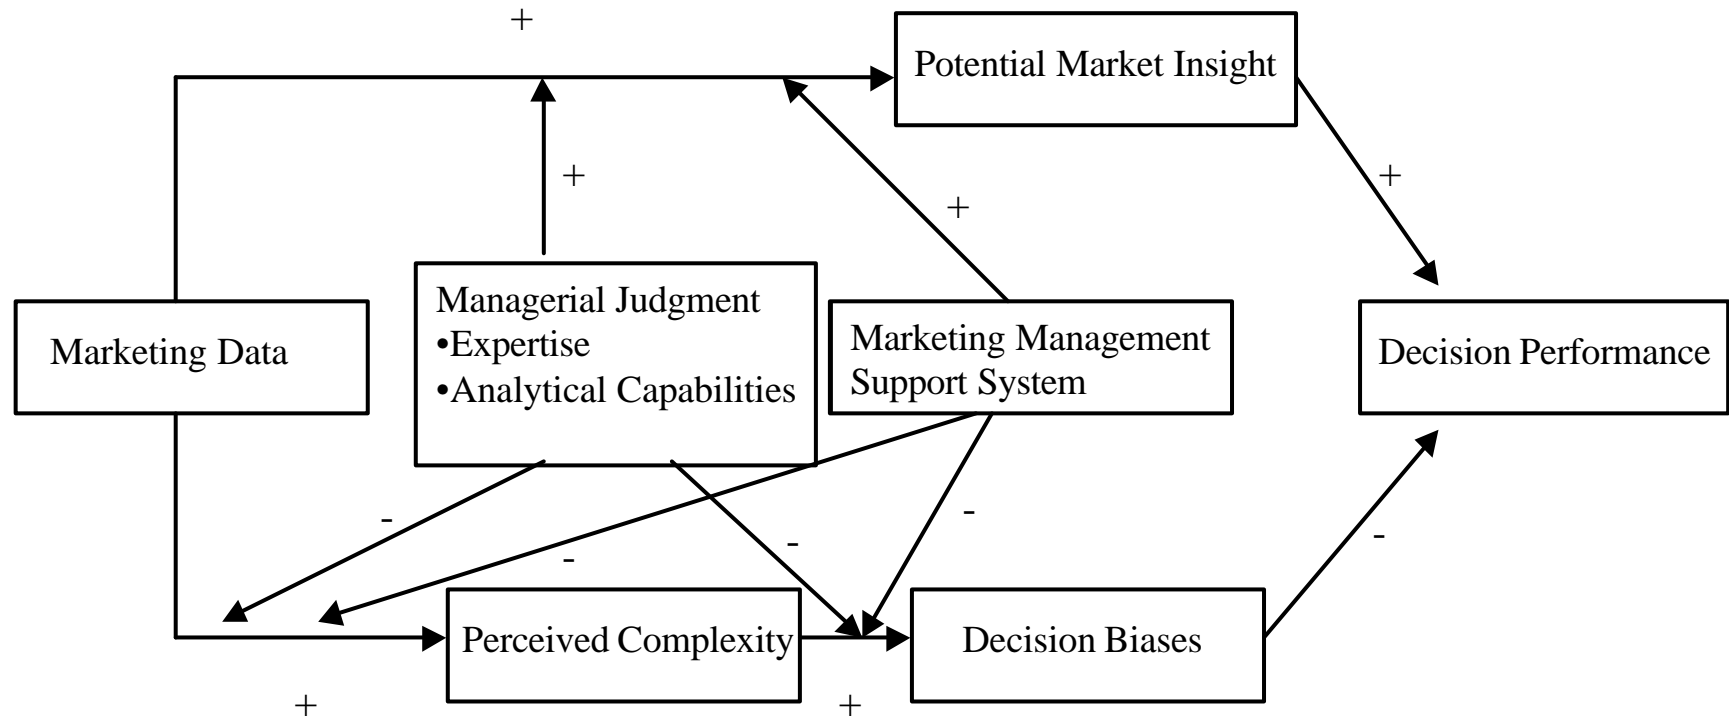 +
Potential Market Insight
+
+
+
Managerial Judgment
•Expertise
•Analytical Capabilities
Marketing Data
Marketing Management
Support System
Decision Performance
-
-
-
-
-
Perceived Complexity
Decision Biases
+
+